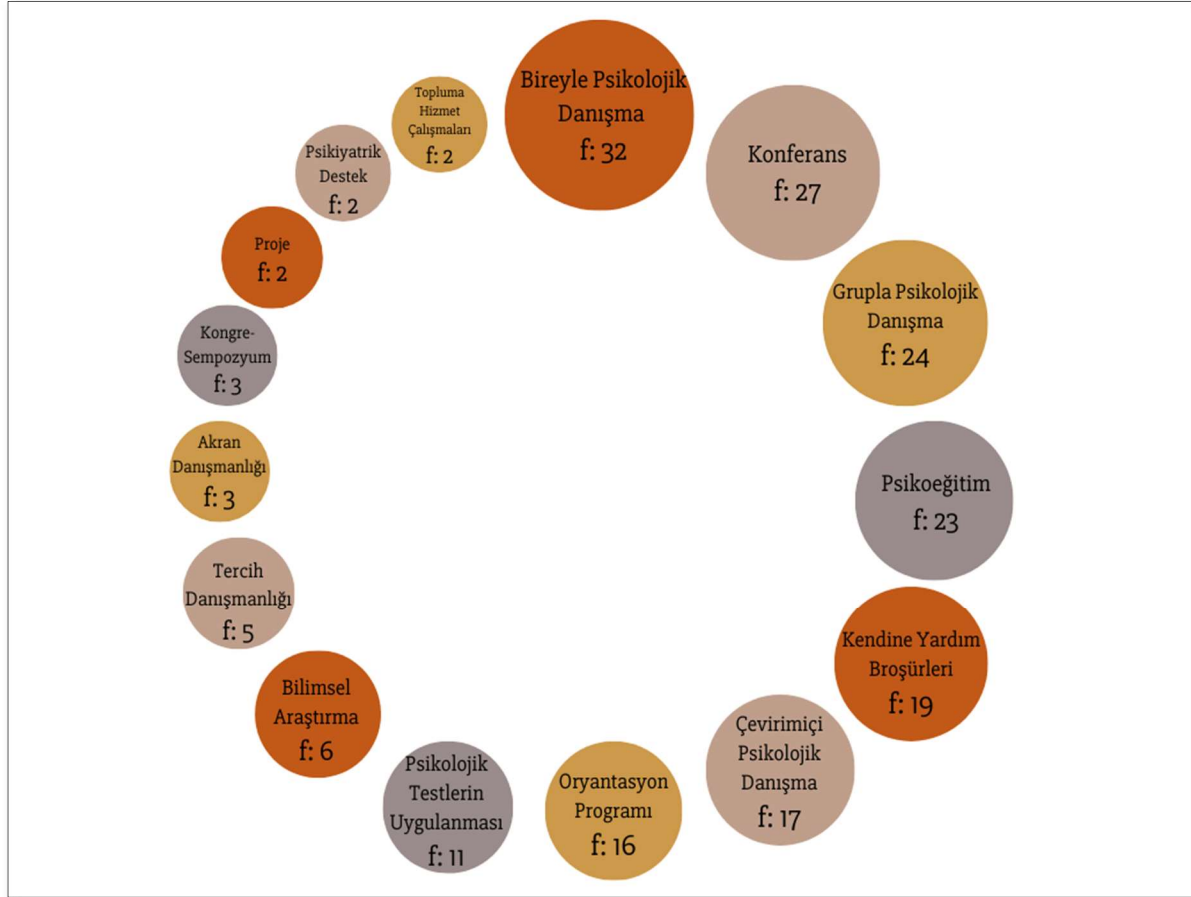 Bireyle Psikolojik
Danışma
f: 32
Konferans
f: 27
Grupla Psikolojik
Danışma
f: 24
Psikoeğitim
f: 23
Kendine Yardım
Broşürleri
f: 19
Çevirimiçi
Psikolojik
Danışma
f: 17
Oryantasyon
Programı
f: 16
Psikolojik
Testlerin
Uygulanması
f: 11
Bilimsel
Araştırma
f: 6
Tercih
Danışmanlığı
f: 5
Akran
Danışmanlığı
f: 3
Kongre-
Sempozyum
f: 3
Proje
f: 2
Psikiyatrik
Destek
f: 2
Topluma
Hizmet
Çalışmaları
f: 2